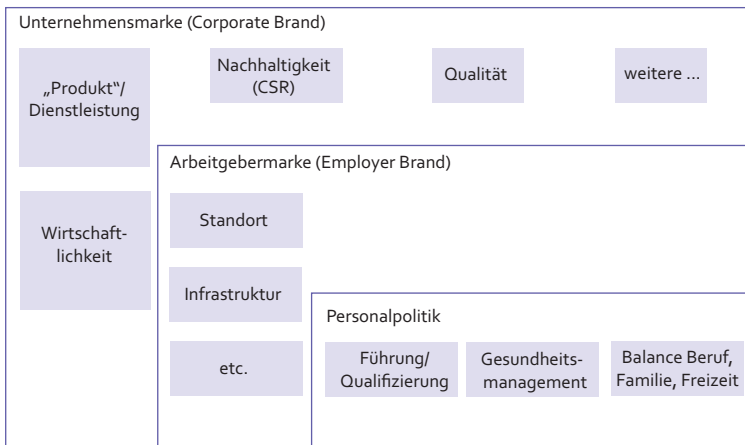 Unternehmensmarke (Corporate Brand)
„Produkt“/
Dienstleistung
Nachhaltigkeit
(CSR)
Qualität
weitere ...
Arbeitgebermarke (Employer Brand)
Wirtschaft-
lichkeit
Standort
Infrastruktur
etc.
Personalpolitik
Führung/
Qualifizierung
Gesundheits-
management
Balance Beruf,
Familie, Freizeit